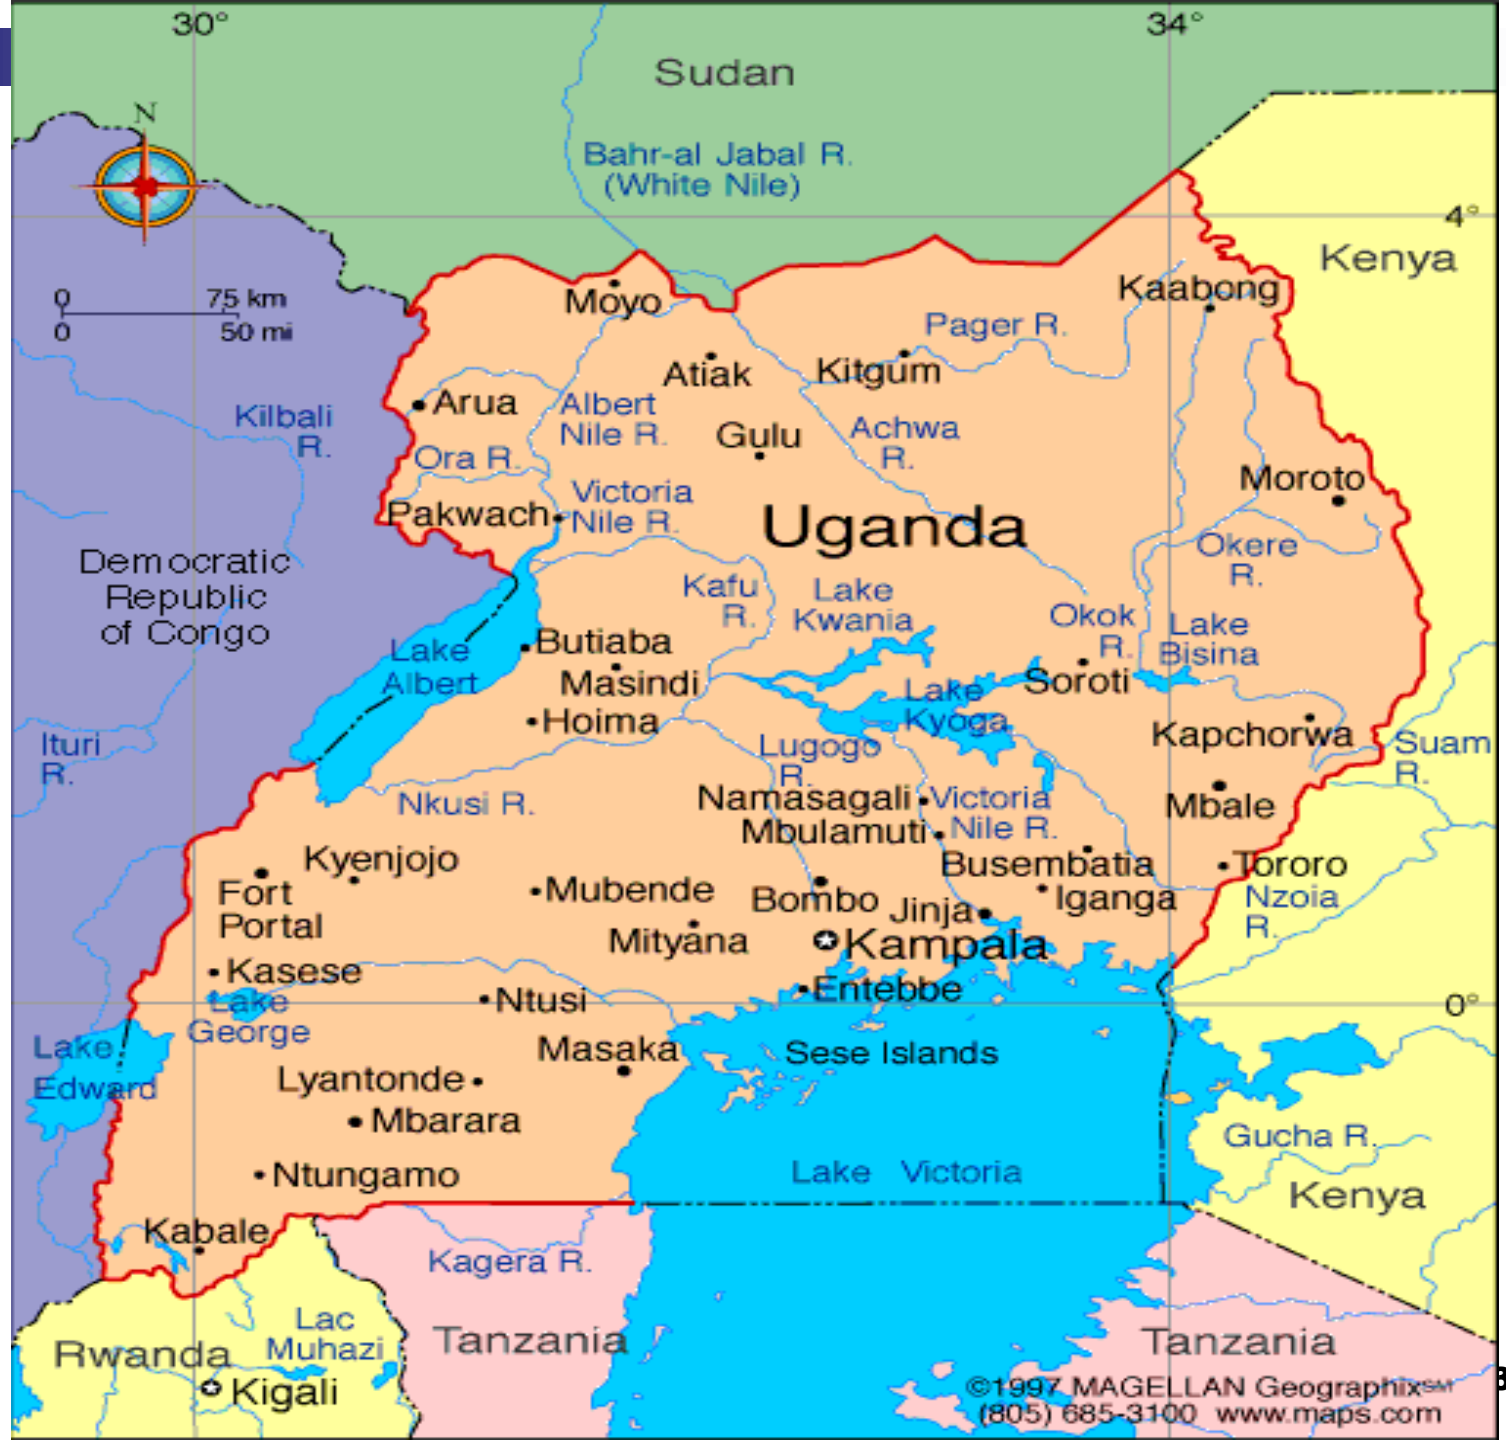 30°
34°
Sudan
N
Bahr-al Jabal R.
(White Nile)
4°
Kenya
Kaabong
0
75 km
0
50 mi
Moyo
Pager R.
Atiak
Kitgum
Arua
Albert
Nile R.
Kilbali
R.
Gulu
Achwa
R.
Ora R.
Moroto
Victoria
Nile R.
Pakwach
Uganda
Okere
R.
Democratic
Republic
of Congo
Kafu
R.
Lake
Kwania
Okok
R.
Lake
Bisina
Lake
Albert
Butiaba
Masindi
Soroti
Lake
Kyoga
Hoima
Kapchorwa
Suam
R.
Ituri
R.
Lugogo
R.
Nkusi R.
Namasagali
Victoria
Nile R.
Mbulamuti
Mbale
Kyenjojo
Busembatia
Tororo
Fort
Portal
Mubende
Bombo
Iganga
Nzoia
R.
Jinja
Mityana
Kampala
Kasese
Entebbe
Lake
George
Ntusi
0°
Lake
Edward
Masaka
Sese Islands
Lyantonde
Mbarara
Gucha R.
Ntungamo
Lake Victoria
Kenya
Kabale
Kagera R.
Lac
Muhazi
Rwanda
Tanzania
Tanzania
Kigali
©1997 MAGELLAN Geographix℠
(805) 685-3100 www.maps.com